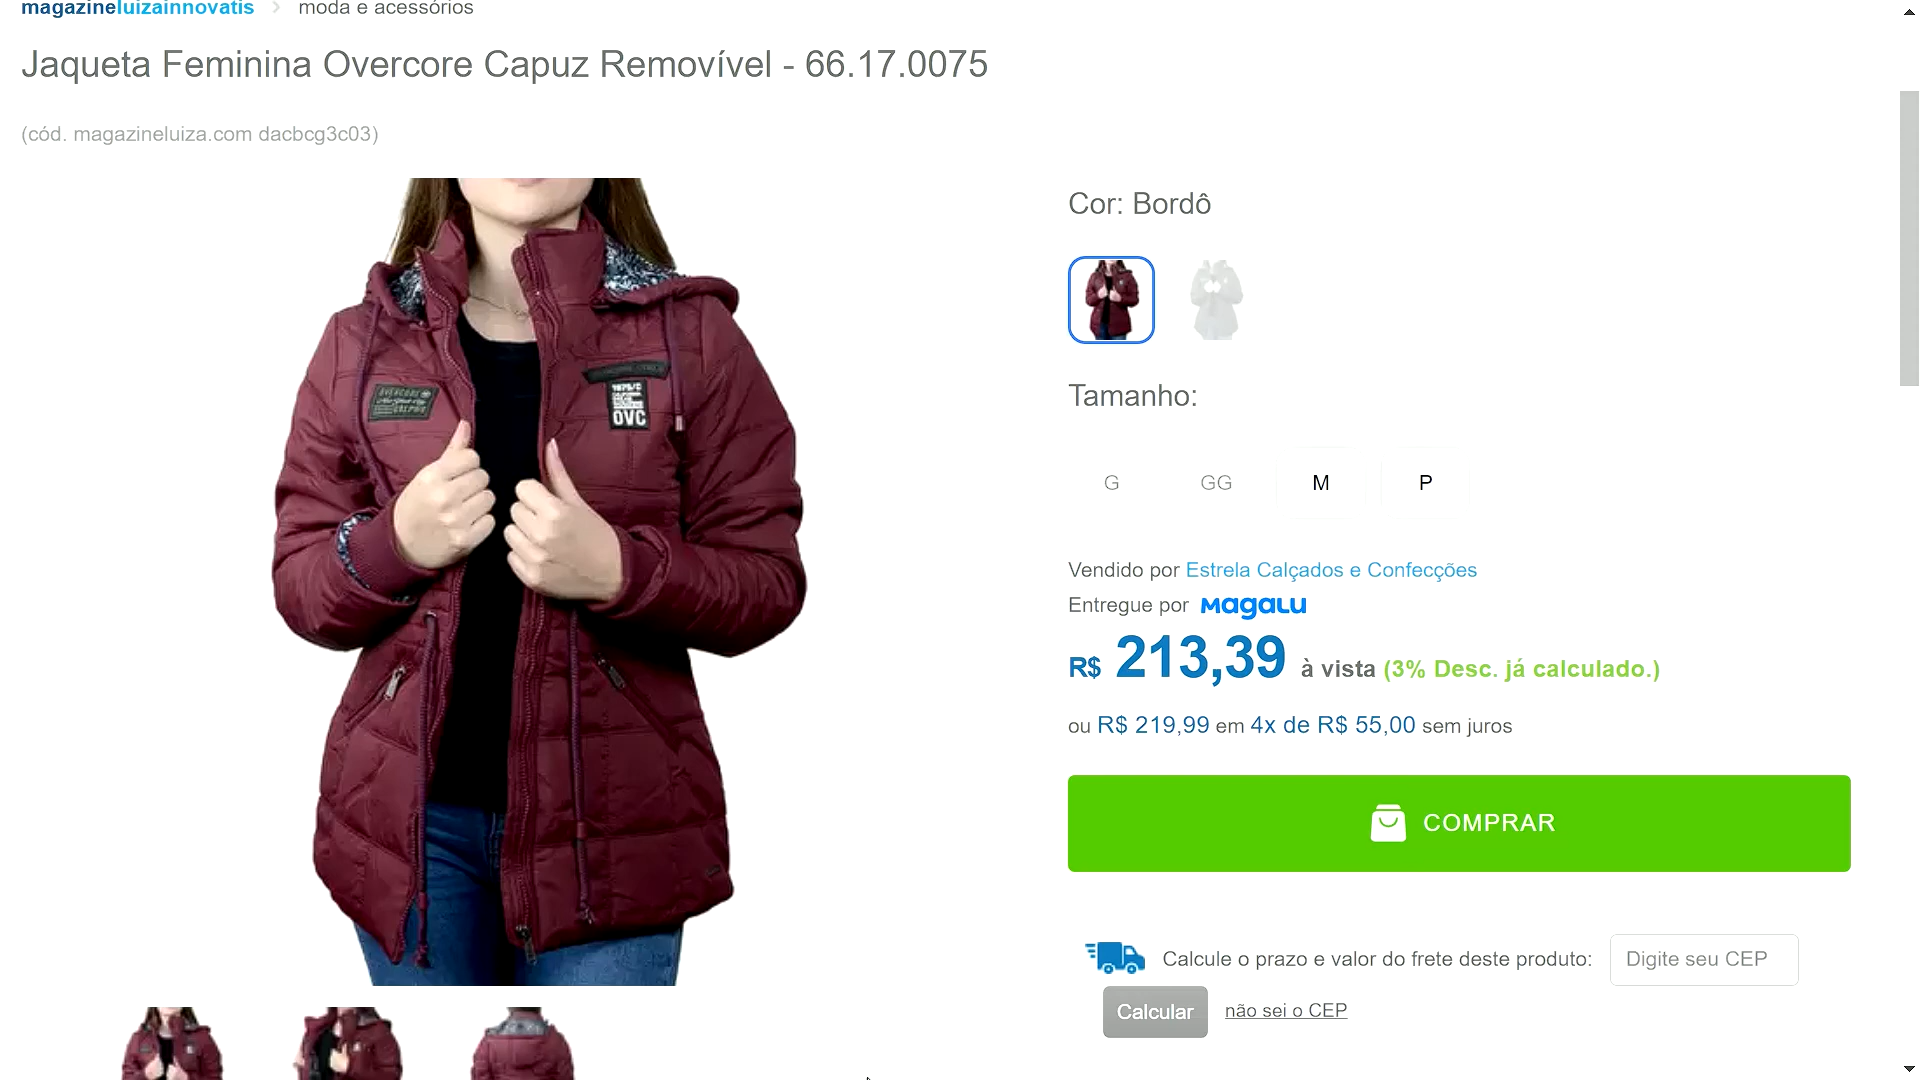 magazineluizainnovatis > moda e acessórios
Jaqueta Feminina Overcore Capuz Removível - 66.17.0075
(cód. magazineluiza.com dacbcg3c03)
OVERCORE
OVC
Cor: Bordô
Tamanho:
G GG M P
Vendido por Estrela Calçados e Confecções
Entregue por Magalu
R$ 213,39 à vista (3% Desc. já calculado.)
ou R$ 219,99 em 4x de R$ 55,00 sem juros
COMPRAR
Calcule o prazo e valor do frete deste produto: Digite seu CEP
Calcular não sei o CEP